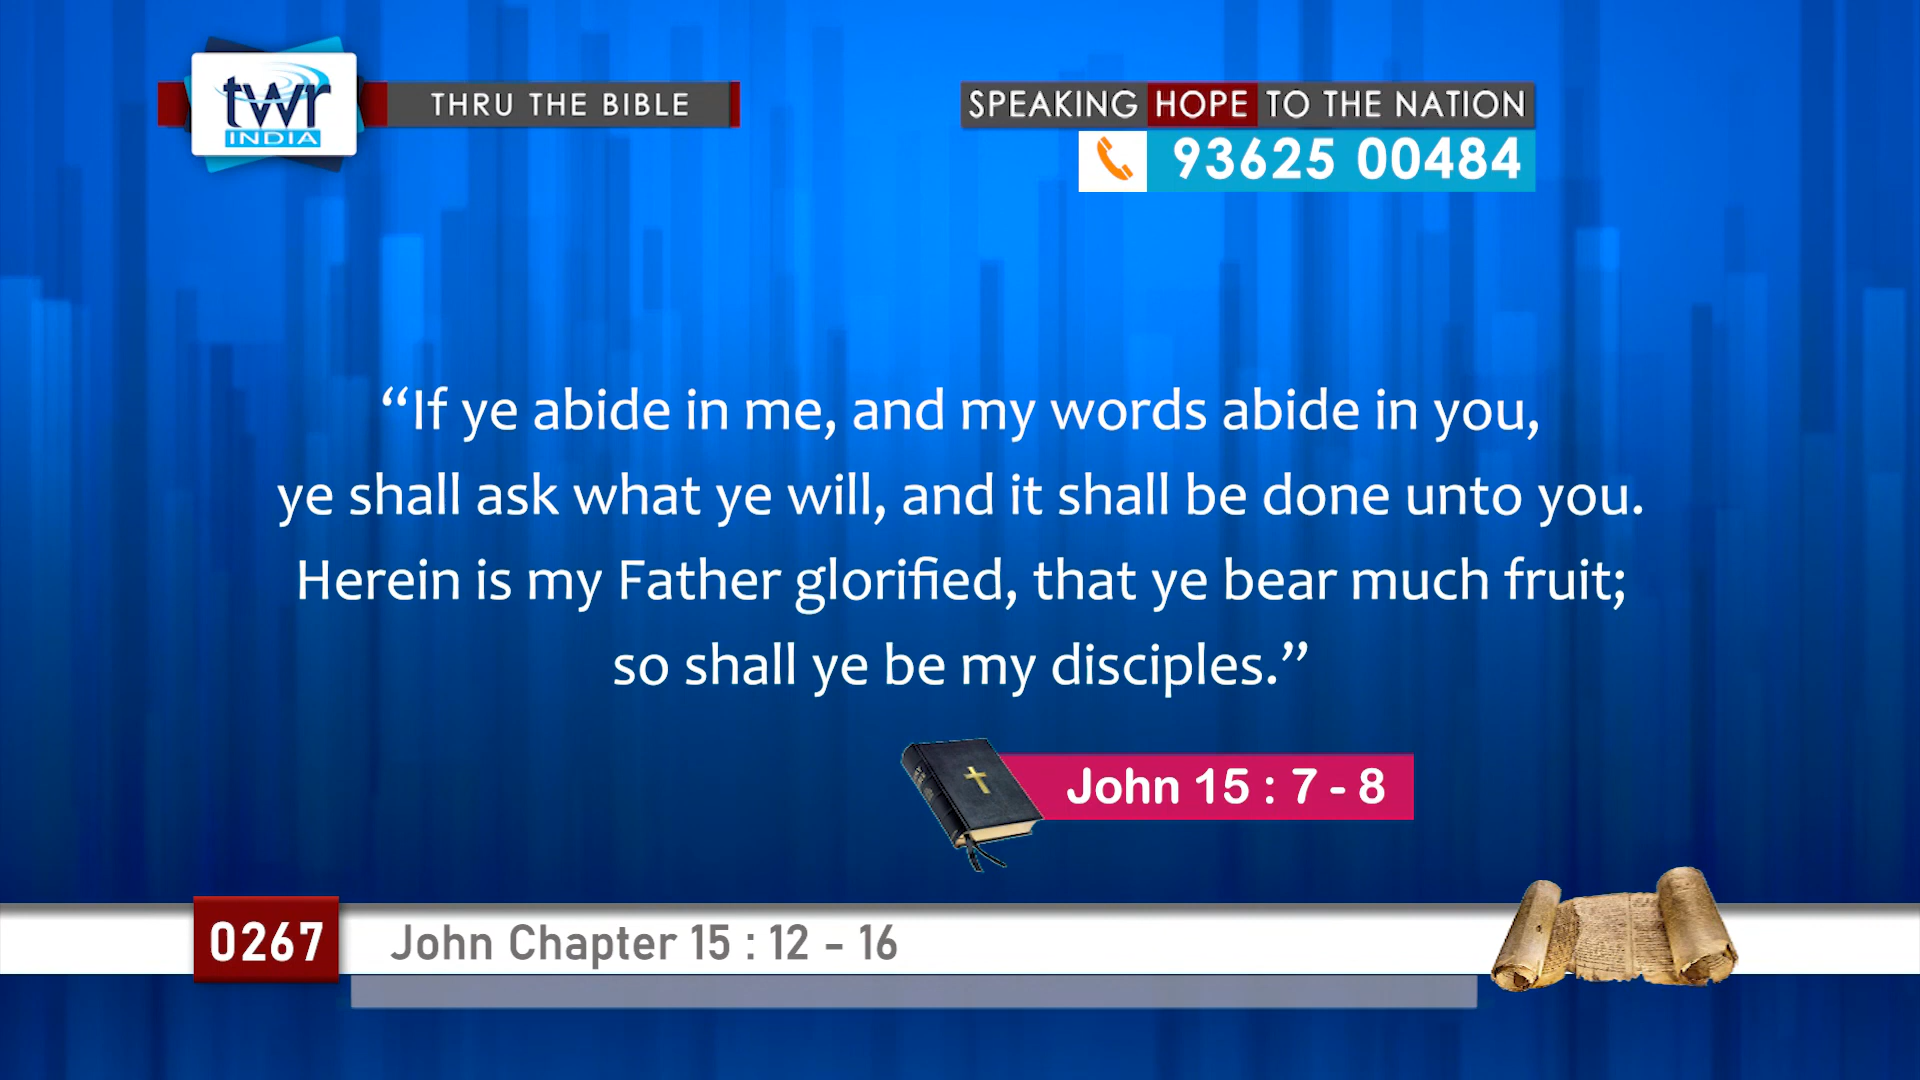 twr
INDIA
THRU THE BIBLE
SPEAKING HOPE TO THE NATION
93625 00484
“If ye abide in me, and my words abide in you,
ye shall ask what ye will, and it shall be done unto you.
Herein is my Father glorified, that ye bear much fruit;
so shall ye be my disciples.”
John 15 : 7 - 8
0267
John Chapter 15 : 12 - 16